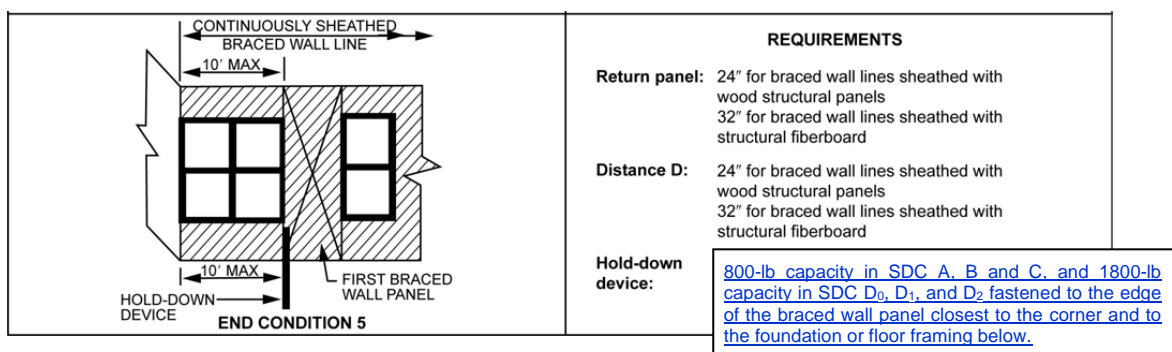 CONTINUOUSLY SHEATHED
BRACED WALL LINE
10′ MAX
10′ MAX
FIRST BRACED
WALL PANEL
HOLD-DOWN
DEVICE
END CONDITION 5
REQUIREMENTS
Return panel: 24″ for braced wall lines sheathed with
wood structural panels
32″ for braced wall lines sheathed with
structural fiberboard
Distance D: 24″ for braced wall lines sheathed with
wood structural panels
32″ for braced wall lines sheathed with
structural fiberboard
Hold-down
device:
800-lb capacity in SDC A, B and C, and 1800-lb
capacity in SDC D₀, D₁, and D₂ fastened to the edge
of the braced wall panel closest to the corner and to
the foundation or floor framing below.